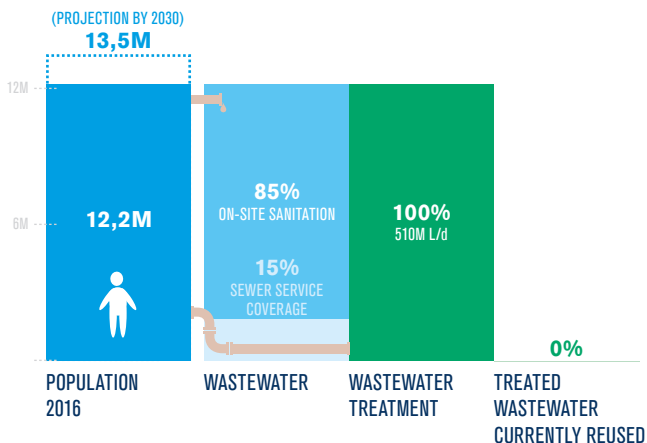 (PROJECTION BY 2030)
13,5M
12M
6M
12,2M
85%
ON-SITE SANITATION
15%
SEWER SERVICE
COVERAGE
100%
510M L/d
0%
POPULATION
2016
WASTEWATER
WASTEWATER
TREATMENT
TREATED
WASTEWATER
CURRENTLY REUSED